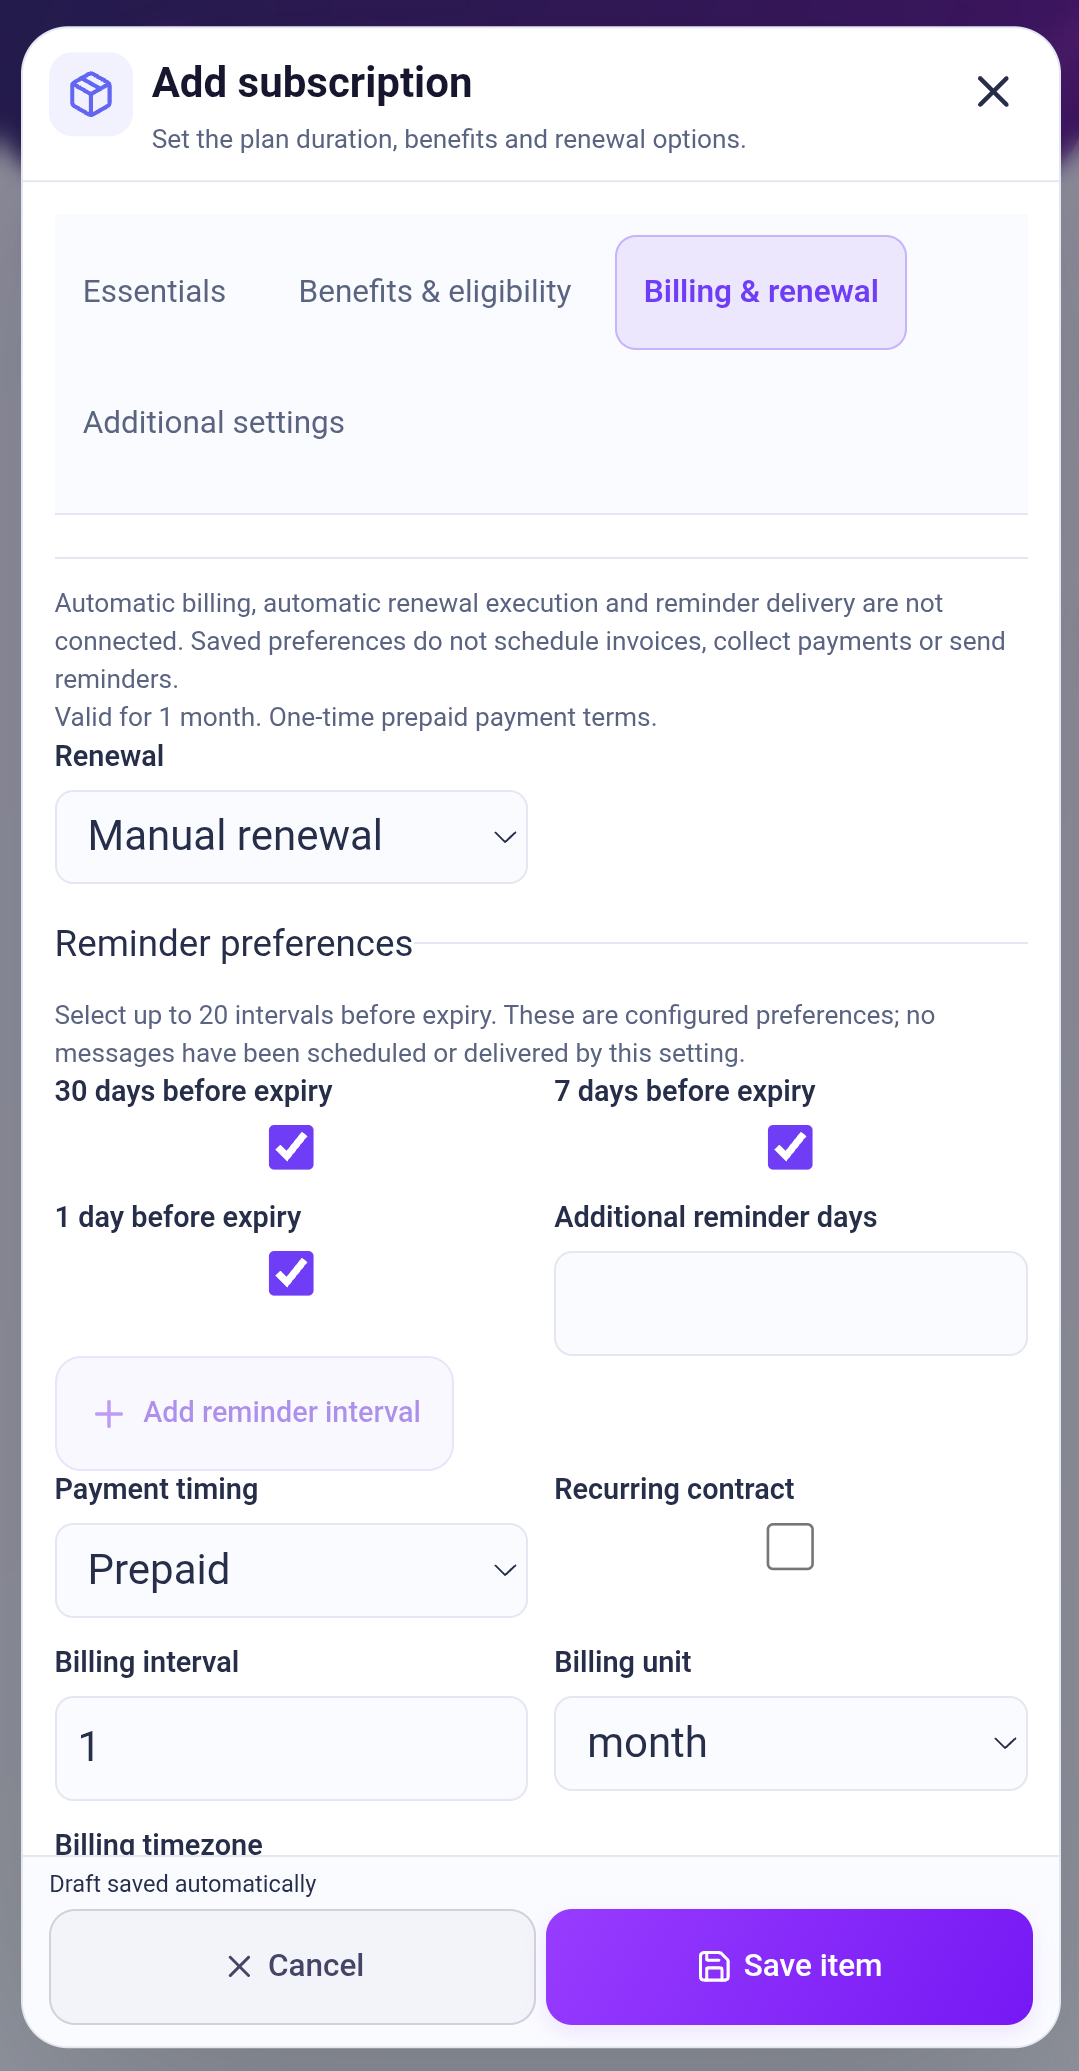 Add subscription
Set the plan duration, benefits and renewal options.
Essentials
Benefits & eligibility
Billing & renewal
Additional settings
Automatic billing, automatic renewal execution and reminder delivery are not
connected. Saved preferences do not schedule invoices, collect payments or send
reminders.
Valid for 1 month. One-time prepaid payment terms.
Renewal
Manual renewal
Reminder preferences
Select up to 20 intervals before expiry. These are configured preferences; no
messages have been scheduled or delivered by this setting.
30 days before expiry
7 days before expiry
1 day before expiry
Additional reminder days
Add reminder interval
Payment timing
Recurring contract
Prepaid
Billing interval
Billing unit
1
month
Billing timezone
Draft saved automatically
Cancel
Save item